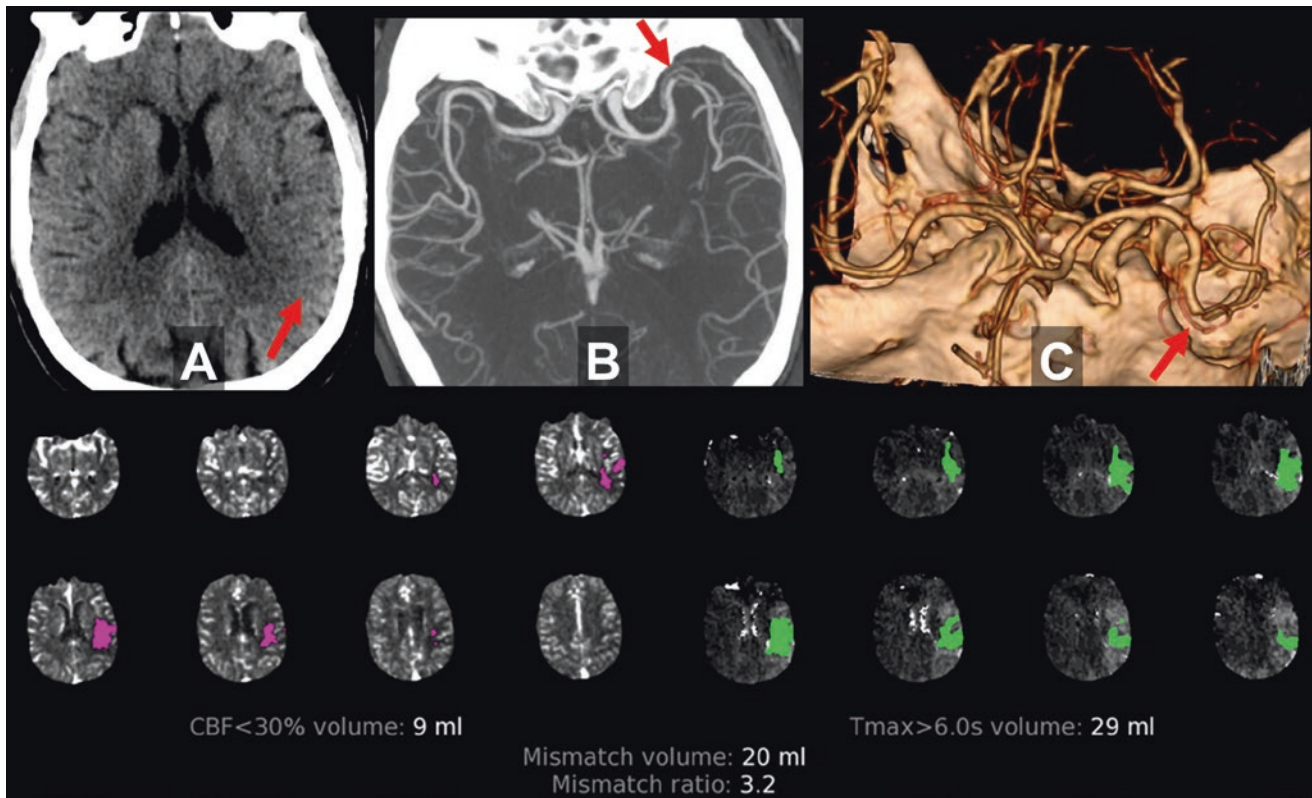 A
B
C
CBF<30% volume: 9 ml
Tmax>6.0s volume: 29 ml
Mismatch volume: 20 ml
Mismatch ratio: 3.2